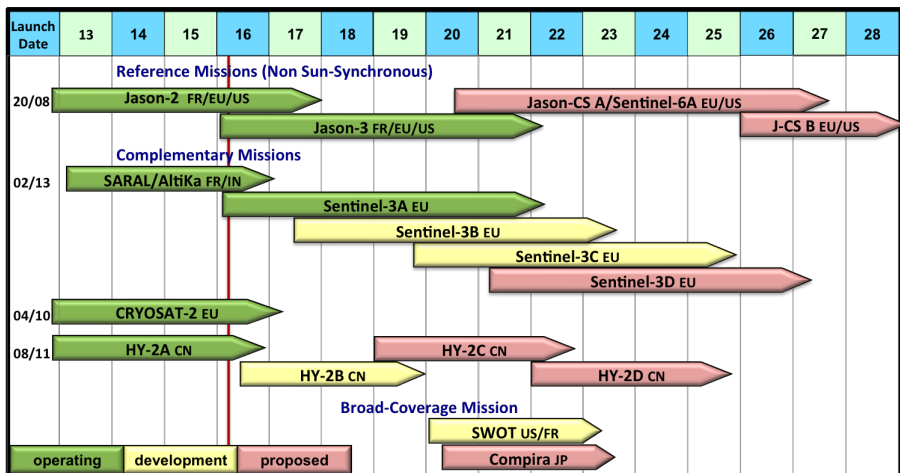 Launch
Date
13 14 15 16 17 18 19 20 21 22 23 24 25 26 27 28
Reference Missions (Non Sun-Synchronous)
20/08 Jason-2 FR/EU/US Jason-CS A/Sentinel-6A EU/US
Jason-3 FR/EU/US J-CS B EU/US
Complementary Missions
02/13 SARAL/AltiKa FR/IN
Sentinel-3A EU
Sentinel-3B EU
Sentinel-3C EU
Sentinel-3D EU
04/10 CRYOSAT-2 EU
08/11 HY-2A CN HY-2C CN
HY-2B CN HY-2D CN
Broad-Coverage Mission
SWOT US/FR
operating development proposed Compira JP